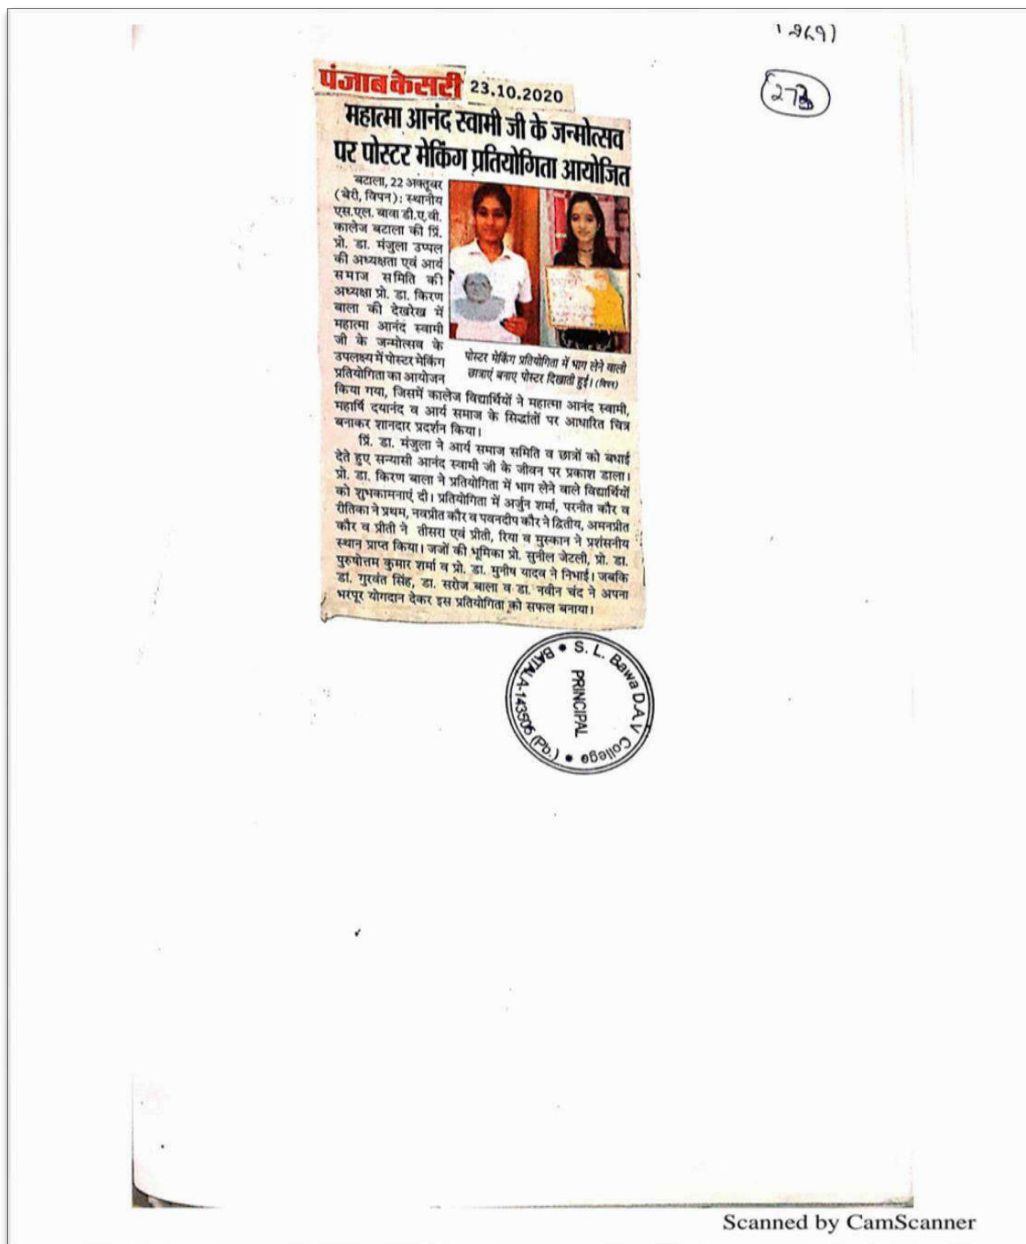 273
पंजाब केसरी 23.10.2020
महात्मा आनंद स्वामी जी के जन्मोत्सव
पर पोस्टर मेकिंग प्रतियोगिता आयोजित
बटाला, 22 अक्तूबर
(बेरी, विपन): स्थानीय
एस.एल. बावा डी.ए.वी.
कालेज बटाला की प्रिं.
प्रो. डा. मंजुला उप्पल
की अध्यक्षता एवं आर्य
समाज समिति की
अध्यक्षा प्रो. डा. किरण
बाला की देखरेख में
महात्मा आनंद स्वामी
जी के जन्मोत्सव के
उपलक्ष्य में पोस्टर मेकिंग
प्रतियोगिता का आयोजन
किया गया, जिसमें कालेज विद्यार्थियों ने महात्मा आनंद स्वामी,
महार्षि दयानंद व आर्य समाज के सिद्धांतों पर आधारित चित्र
बनाकर शानदार प्रदर्शन किया।
पोस्टर मेकिंग प्रतियोगिता में भाग लेने वाली
छात्राएं बनाए पोस्टर दिखाती हुई। (विपन)
प्रिं. डा. मंजुला ने आर्य समाज समिति व छात्रों को बधाई
देते हुए सन्यासी आनंद स्वामी जी के जीवन पर प्रकाश डाला।
प्रो. डा. किरण बाला ने प्रतियोगिता में भाग लेने वाले विद्यार्थियों
को शुभकामनाएं दी। प्रतियोगिता में अर्जुन शर्मा, परनीत कौर व
रीतिका ने प्रथम, नवप्रीत कौर व पवनदीप कौर ने द्वितीय, अमनप्रीत
कौर व प्रीती ने तीसरा एवं प्रीती, रिया व मुस्कान ने प्रशंसनीय
स्थान प्राप्त किया। जजों की भूमिका प्रो. सुनील जेटली, प्रो. डा.
पुरुषोत्तम कुमार शर्मा व प्रो. डा. मुनीष यादव ने निभाई। जबकि
डा. गुरवंत सिंह, डा. सरोज बाला व डा. नवीन चंद ने अपना
भरपूर योगदान देकर इस प्रतियोगिता को सफल बनाया।
S. L. Bawa D.A.V College
BATALA-143505 (Pb.)
PRINCIPAL
Scanned by CamScanner